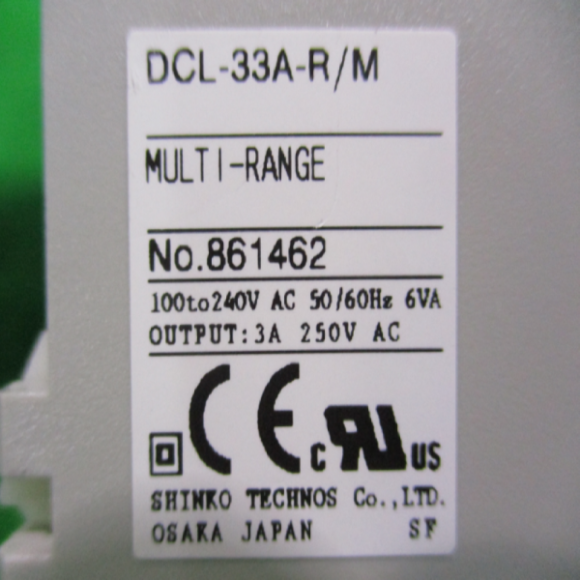 DCL-33A-R/M
MULTI-RANGE
No.861462
100to240V AC 50/60Hz 6VA
OUTPUT:3A 250V AC
CE c RU US
SHINKO TECHNOS Co.,LTD.
OSAKA JAPAN SF